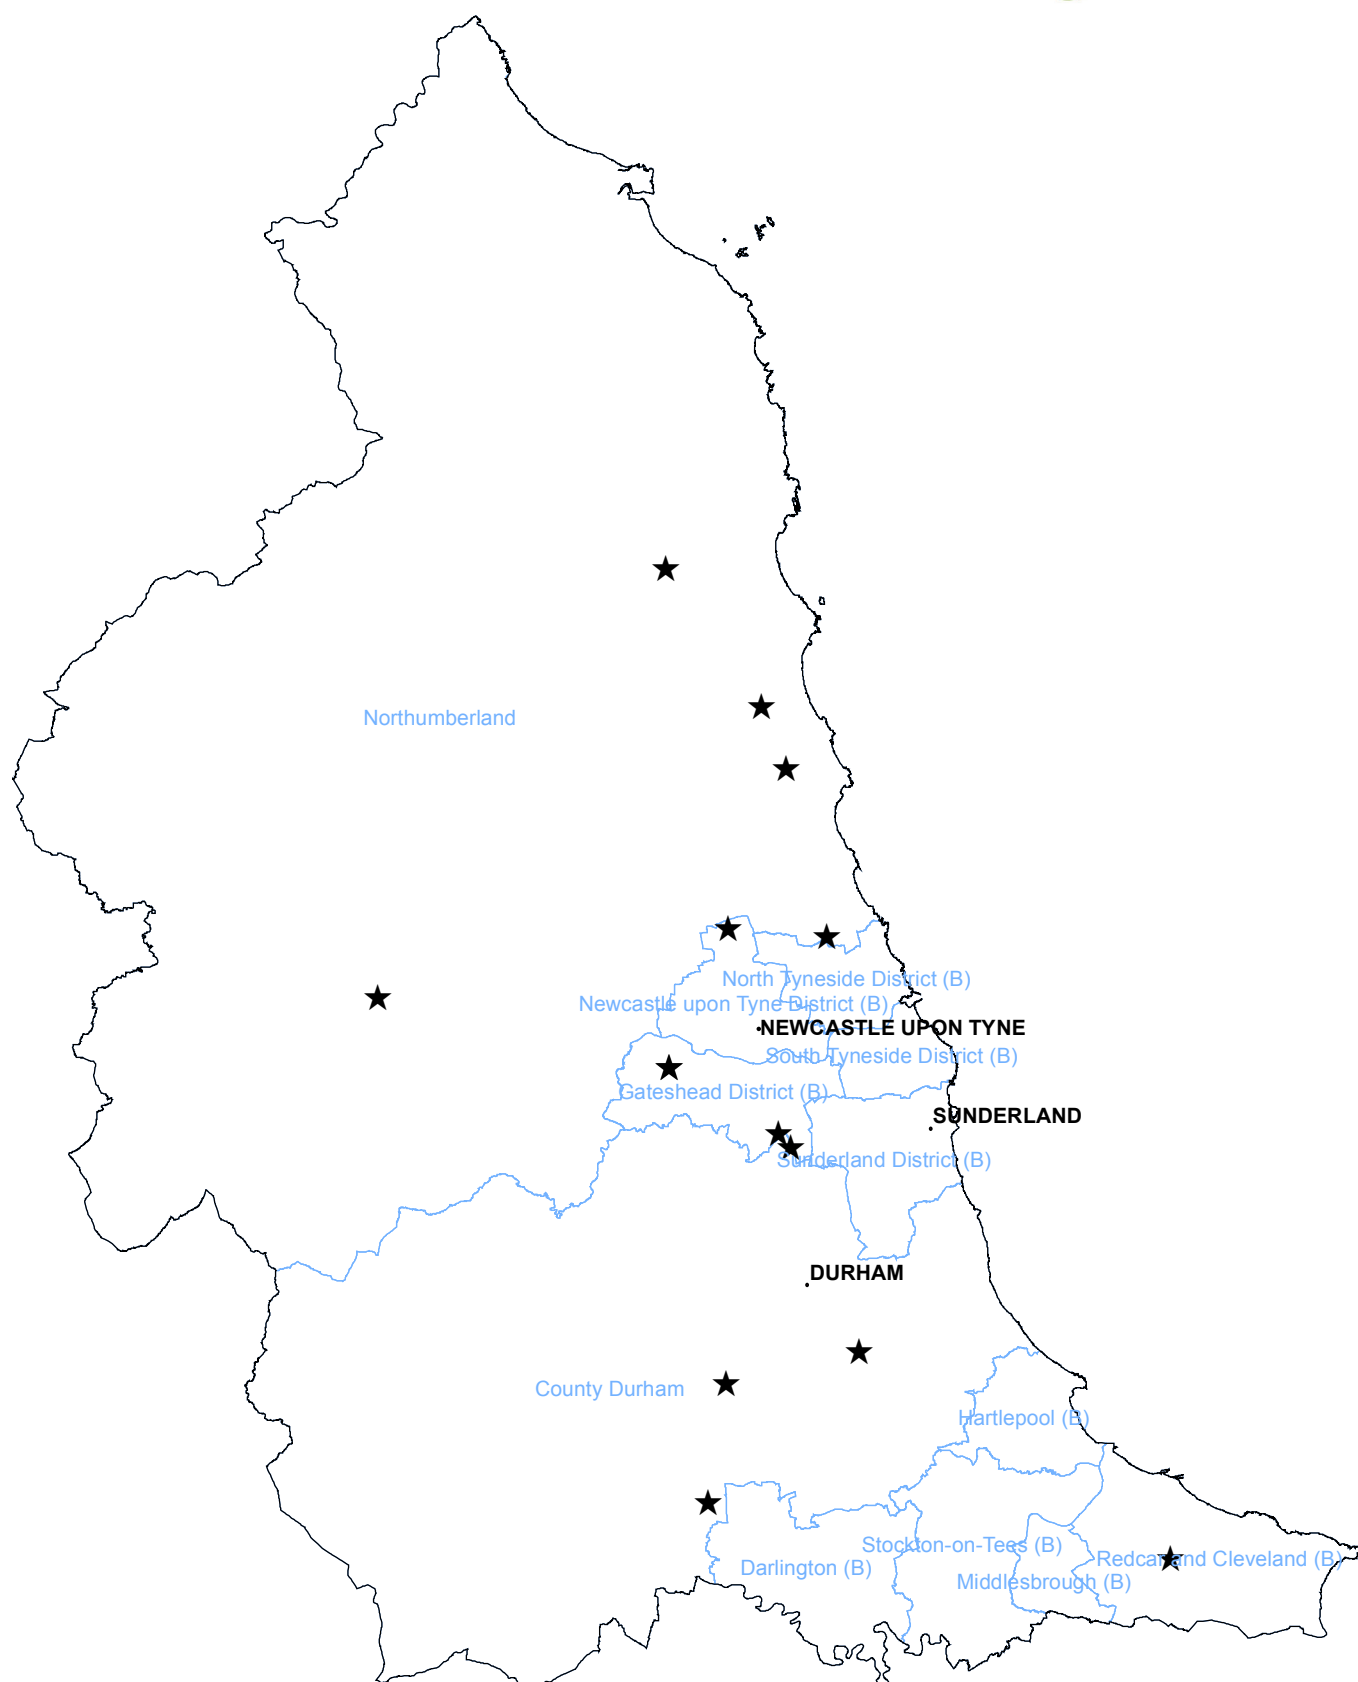 Northumberland
North Tyneside District (B)
Newcastle upon Tyne District (B)
NEWCASTLE UPON TYNE
South Tyneside District (B)
Gateshead District (B)
SUNDERLAND
Sunderland District (B)
DURHAM
County Durham
Hartlepool (B)
Stockton-on-Tees (B)
Redcar and Cleveland (B)
Darlington (B)
Middlesbrough (B)